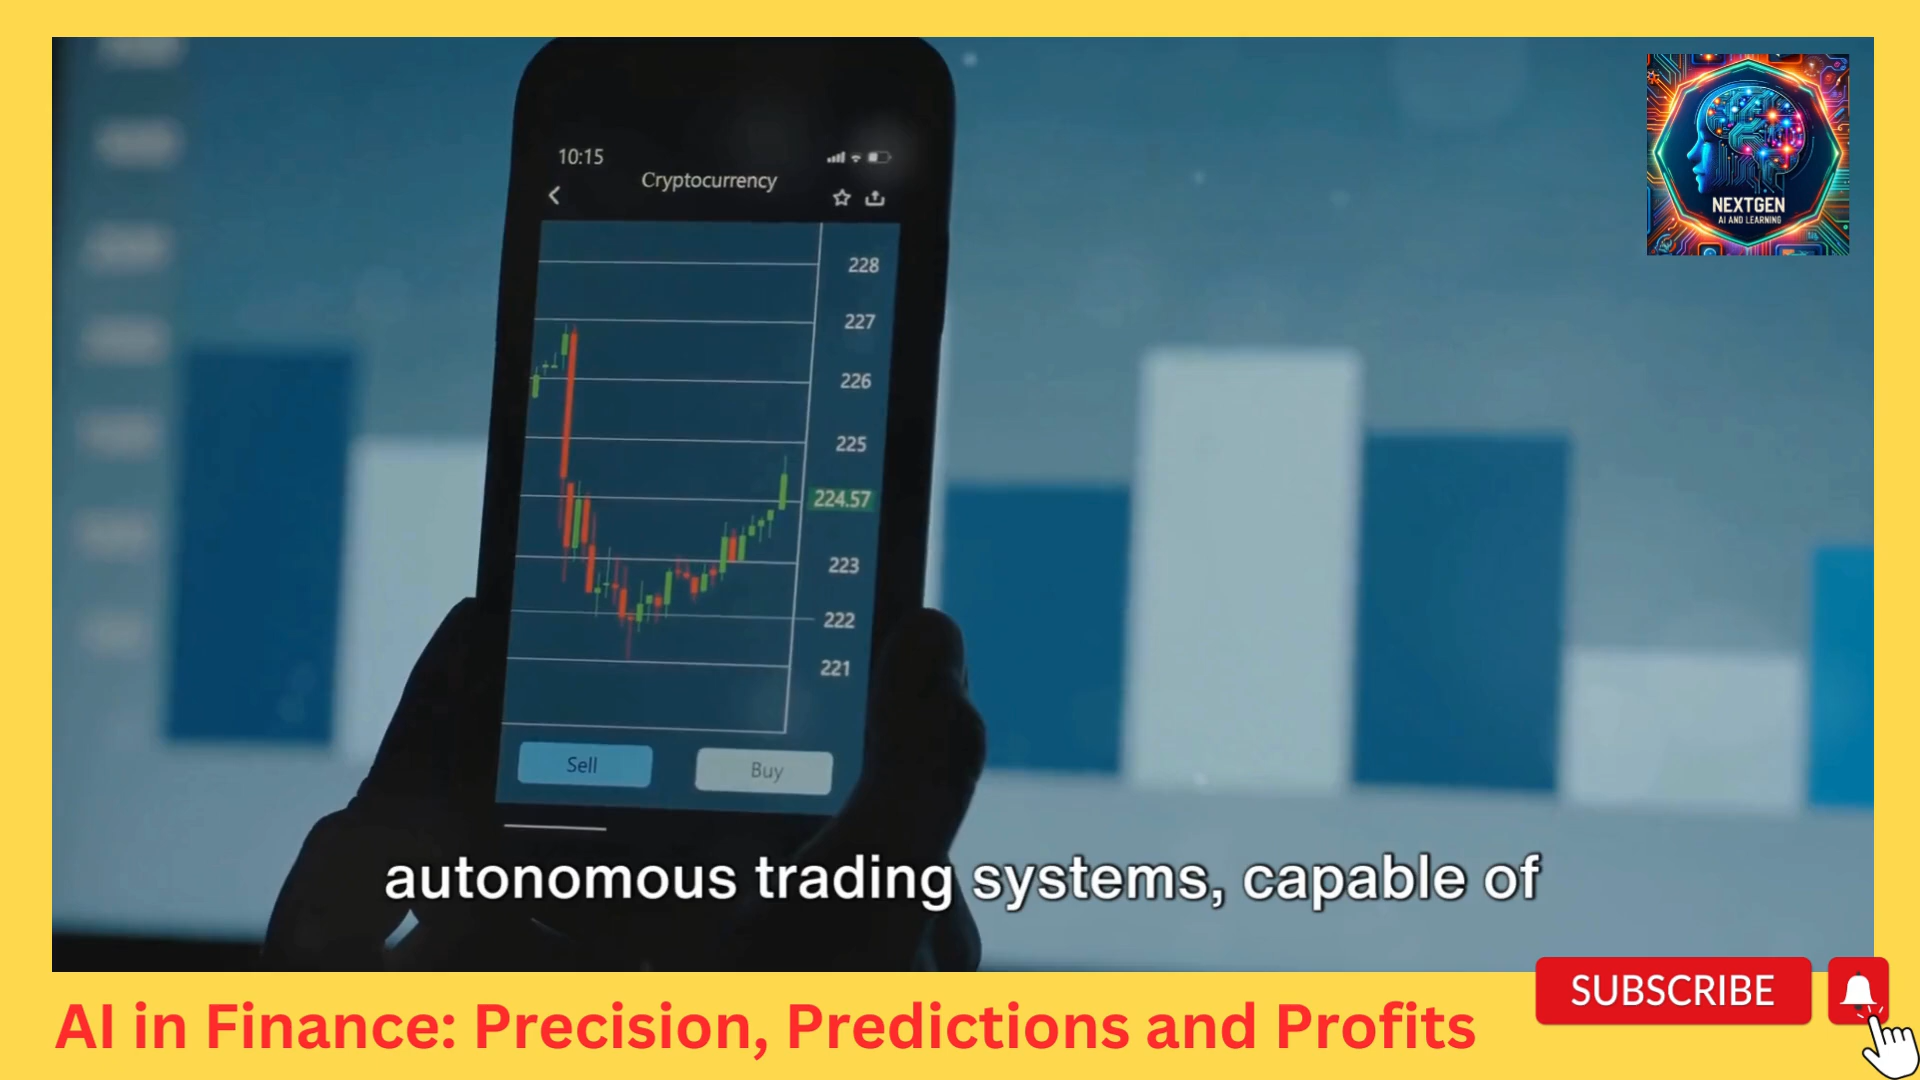 10:15
Cryptocurrency
228
227
226
225
224.57
223
222
221
Sell
Buy
NEXTGEN
AI AND LEARNING
autonomous trading systems, capable of
SUBSCRIBE
AI in Finance: Precision, Predictions and Profits